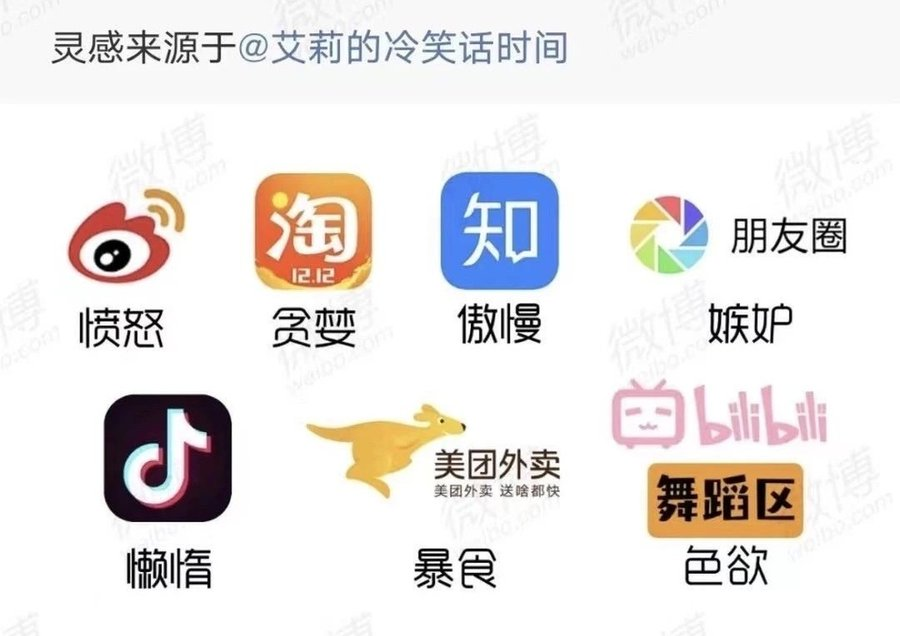 灵感来源于@艾莉的冷笑话时间
淘
12.12
知
朋友圈
愤怒
贪婪
傲慢
嫉妒
美团外卖
美团外卖 送啥都快
bilibili
舞蹈区
懒惰
暴食
色欲
微博
weibo.com